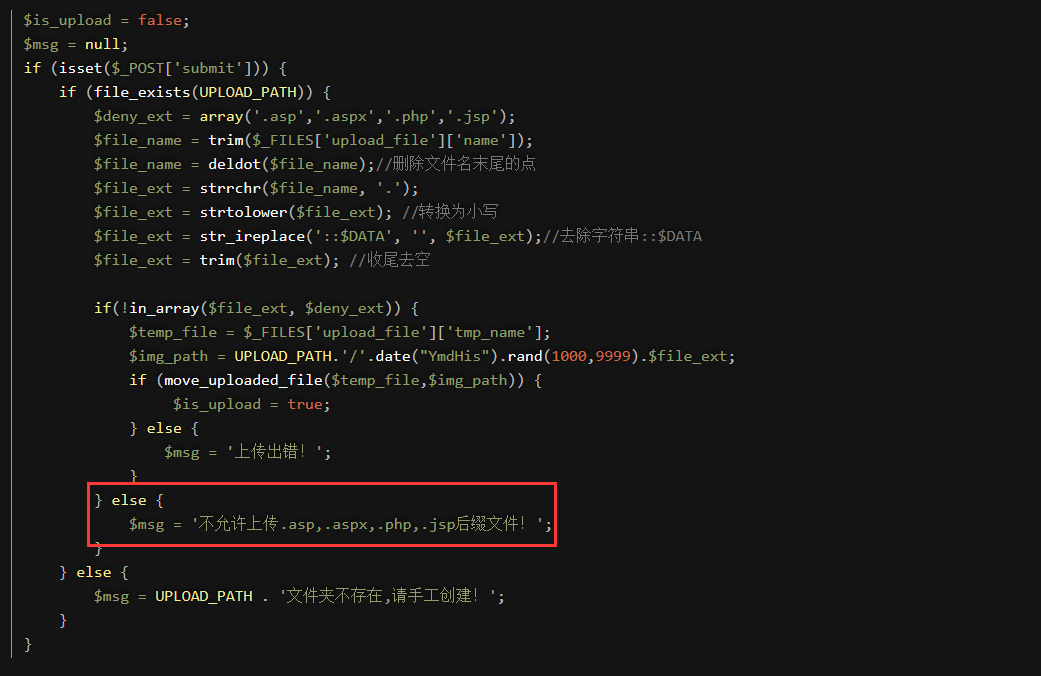 $is_upload = false;
$msg = null;
if (isset($_POST['submit'])) {
    if (file_exists(UPLOAD_PATH)) {
        $deny_ext = array('.asp','.aspx','.php','.jsp');
        $file_name = trim($_FILES['upload_file']['name']);
        $file_name = deldot($file_name);//删除文件名末尾的点
        $file_ext = strrchr($file_name, '.');
        $file_ext = strtolower($file_ext); //转换为小写
        $file_ext = str_ireplace('::$DATA', '', $file_ext);//去除字符串::$DATA
        $file_ext = trim($file_ext); //收尾去空
        if(!in_array($file_ext, $deny_ext)) {
            $temp_file = $_FILES['upload_file']['tmp_name'];
            $img_path = UPLOAD_PATH.'/'.date("YmdHis").rand(1000,9999).$file_ext;
            if (move_uploaded_file($temp_file,$img_path)) {
                 $is_upload = true;
            } else {
                $msg = '上传出错！';
            }
        } else {
            $msg = '不允许上传.asp,.aspx,.php,.jsp后缀文件！';
        }
    } else {
        $msg = UPLOAD_PATH . '文件夹不存在,请手工创建！';
    }
}